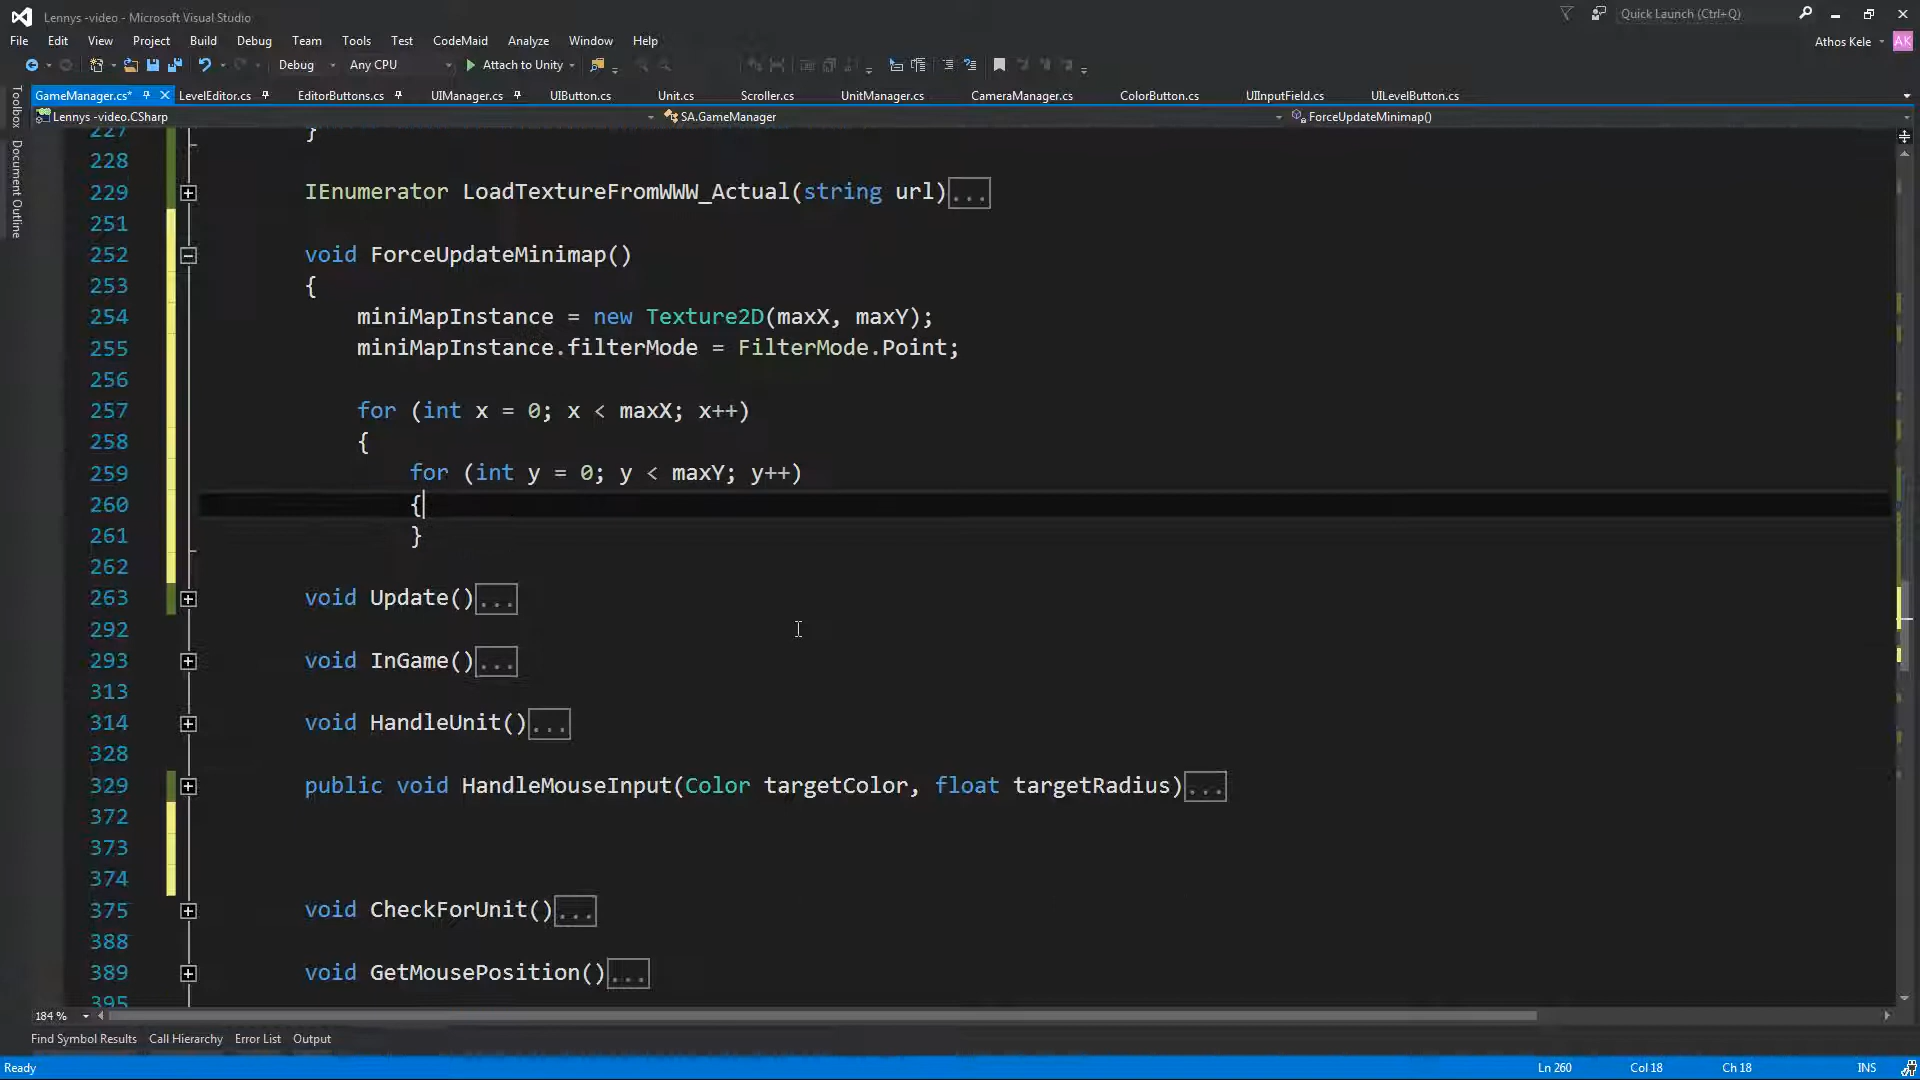 Lennys -video - Microsoft Visual Studio
Quick Launch (Ctrl+Q)
File Edit View Project Build Debug Team Tools Test CodeMaid Analyze Window Help
Athos Kele AK
Debug Any CPU Attach to Unity
GameManager.cs* LevelEditor.cs EditorButtons.cs UIManager.cs UIButton.cs Unit.cs Scroller.cs UnitManager.cs CameraManager.cs ColorButton.cs UIInputField.cs UILevelButton.cs
Lennys -video.CSharp SA.GameManager ForceUpdateMinimap()
Toolbox
Document Outline
227 }
228
229 IEnumerator LoadTextureFromWWW_Actual(string url)...
251
252 void ForceUpdateMinimap()
253 {
254 miniMapInstance = new Texture2D(maxX, maxY);
255 miniMapInstance.filterMode = FilterMode.Point;
256
257 for (int x = 0; x < maxX; x++)
258 {
259 for (int y = 0; y < maxY; y++)
260 {
261 }
262
263 void Update()...
292
293 void InGame()...
313
314 void HandleUnit()...
328
329 public void HandleMouseInput(Color targetColor, float targetRadius)...
372
373
374
375 void CheckForUnit()...
388
389 void GetMousePosition()...
395
184 %
Find Symbol Results Call Hierarchy Error List Output
Ready Ln 260 Col 18 Ch 18 INS